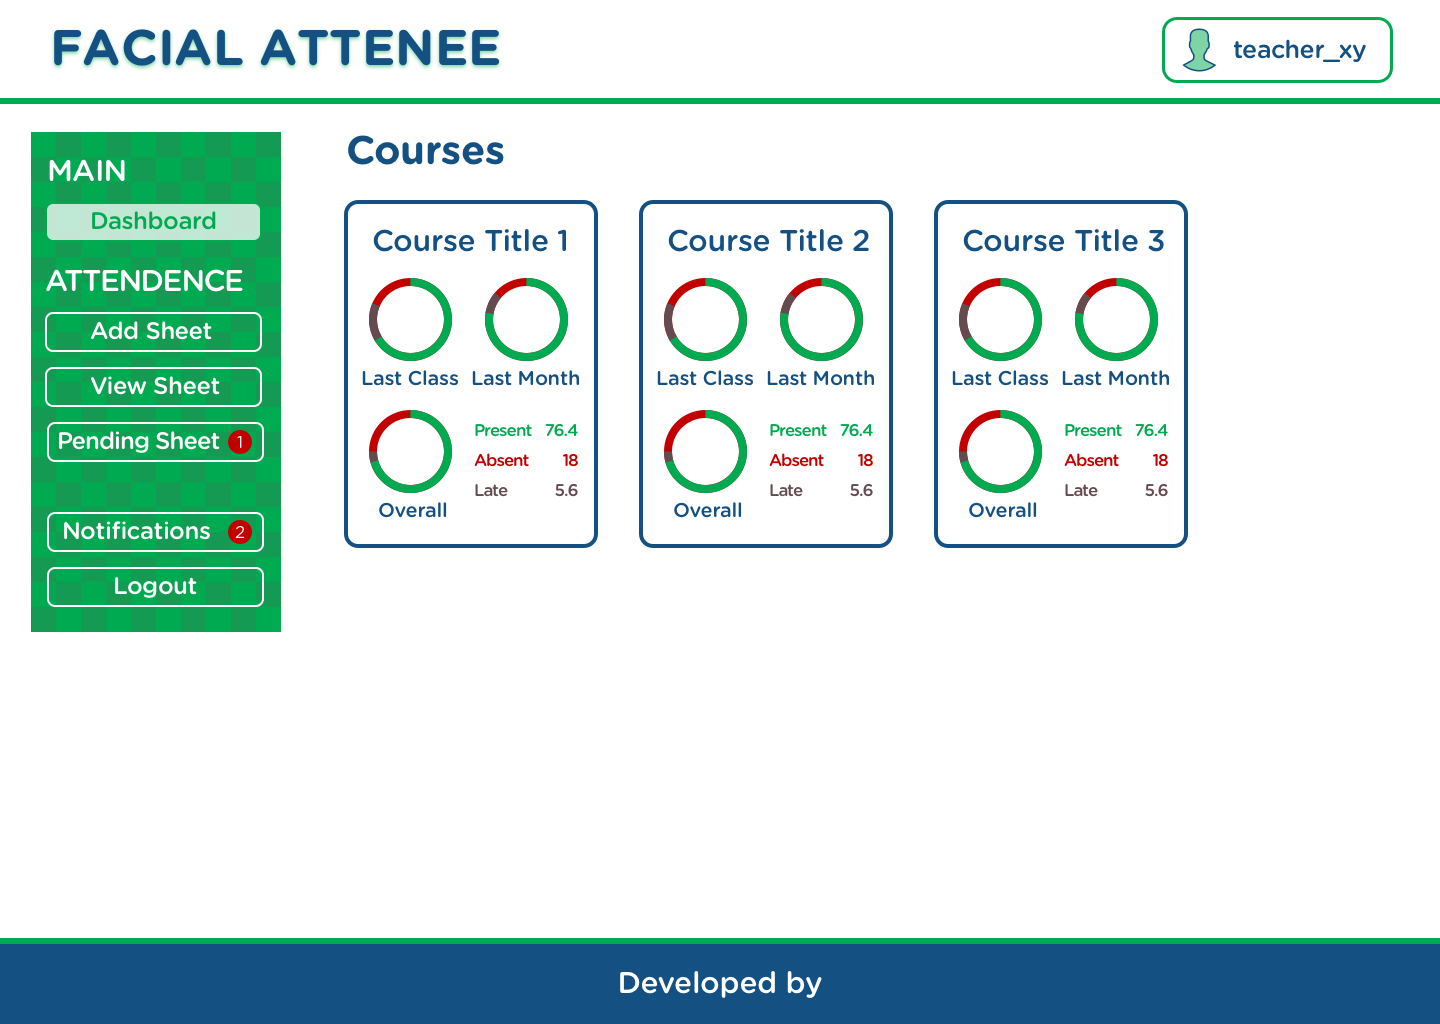 FACIAL ATTENEE
teacher_xy
MAIN
Dashboard
ATTENDENCE
Add Sheet
View Sheet
Pending Sheet 1
Notifications 2
Logout
Courses
Course Title 1
Last Class Last Month
Present 76.4
Absent 18
Late 5.6
Overall
Course Title 2
Last Class Last Month
Present 76.4
Absent 18
Late 5.6
Overall
Course Title 3
Last Class Last Month
Present 76.4
Absent 18
Late 5.6
Overall
Developed by